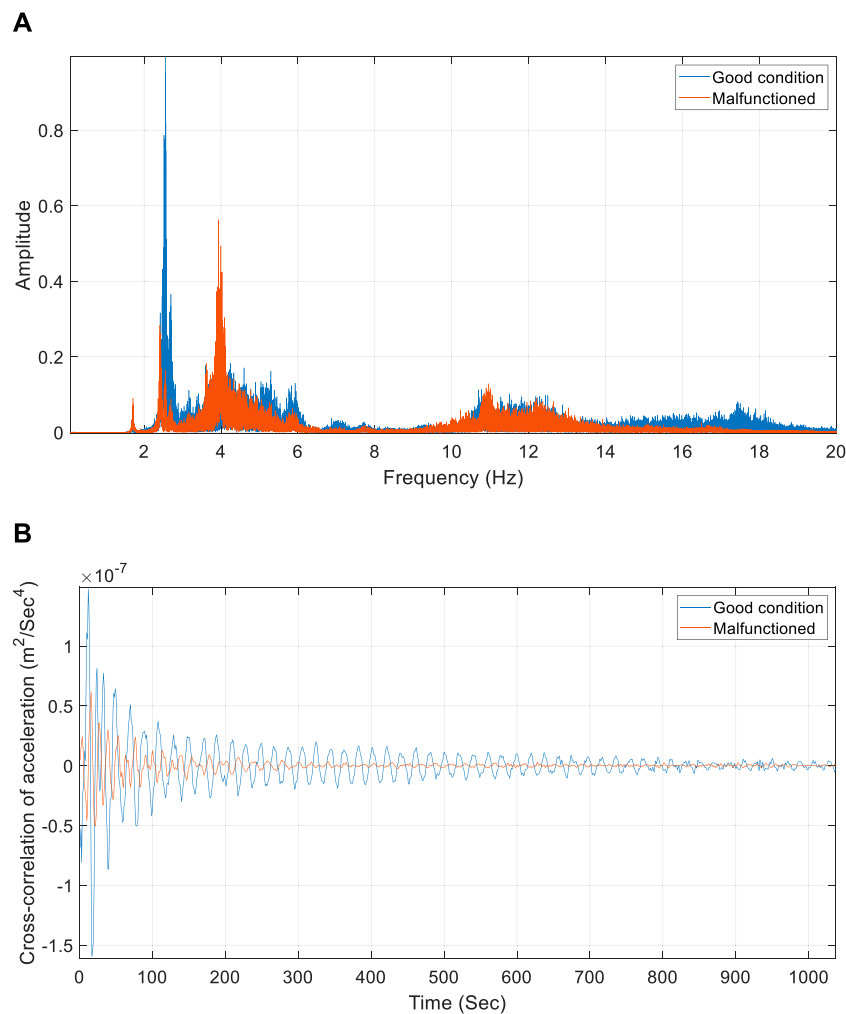 A
Good condition
Malfunctioned
0.8
0.6
0.4
0.2
0
Amplitude
2 4 6 8 10 12 14 16 18 20
Frequency (Hz)
B
×10-7
Good condition
Malfunctioned
1
0.5
0
-0.5
-1
-1.5
Cross-correlation of acceleration (m2/Sec4)
0 100 200 300 400 500 600 700 800 900 1000
Time (Sec)